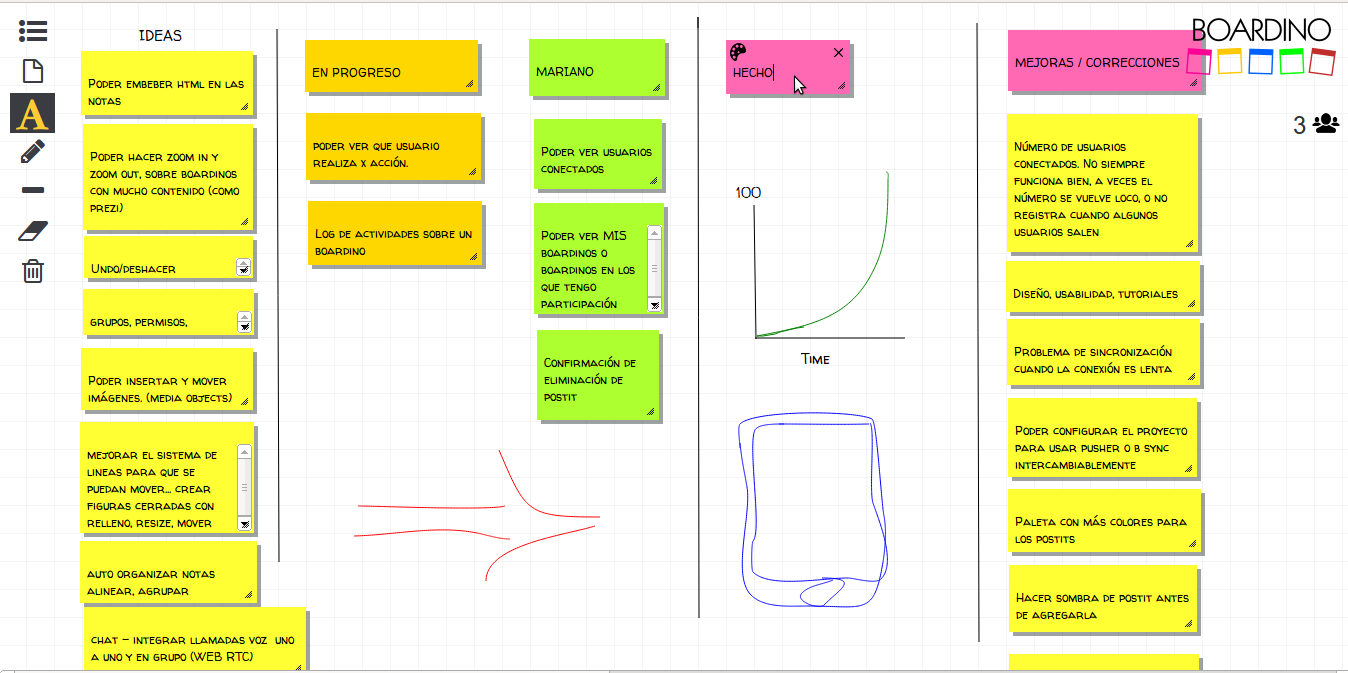 BOARDINO
3
A
IDEAS
Poder embeber html en las
notas
Poder hacer zoom in y
zoom out, sobre boardinos
con mucho contenido (como
prezi)
Undo/deshacer
grupos, permisos,
Poder insertar y mover
imágenes. (media objects)
mejorar el sistema de
lineas para que se
puedan mover... crear
figuras cerradas con
relleno, resize, mover
auto organizar notas
alinear, agrupar
chat - integrar llamadas voz uno
a uno y en grupo (WEB RTC)
EN PROGRESO
poder ver que usuario
realiza x acción.
Log de actividades sobre un
boardino
MARIANO
Poder ver usuarios
conectados
Poder ver MIS
boardinos o
boardinos en los
que tengo
participación
Confirmación de
eliminación de
postit
HECHO
100
Time
MEJORAS / CORRECCIONES
Número de usuarios
conectados. No siempre
funciona bien, a veces el
número se vuelve loco, o no
registra cuando algunos
usuarios salen
Diseño, usabilidad, tutoriales
Problema de sincronización
cuando la conexión es lenta
Poder configurar el proyecto
para usar pusher o b sync
intercambiablemente
Paleta con más colores para
los postits
Hacer sombra de postit antes
de agregarla